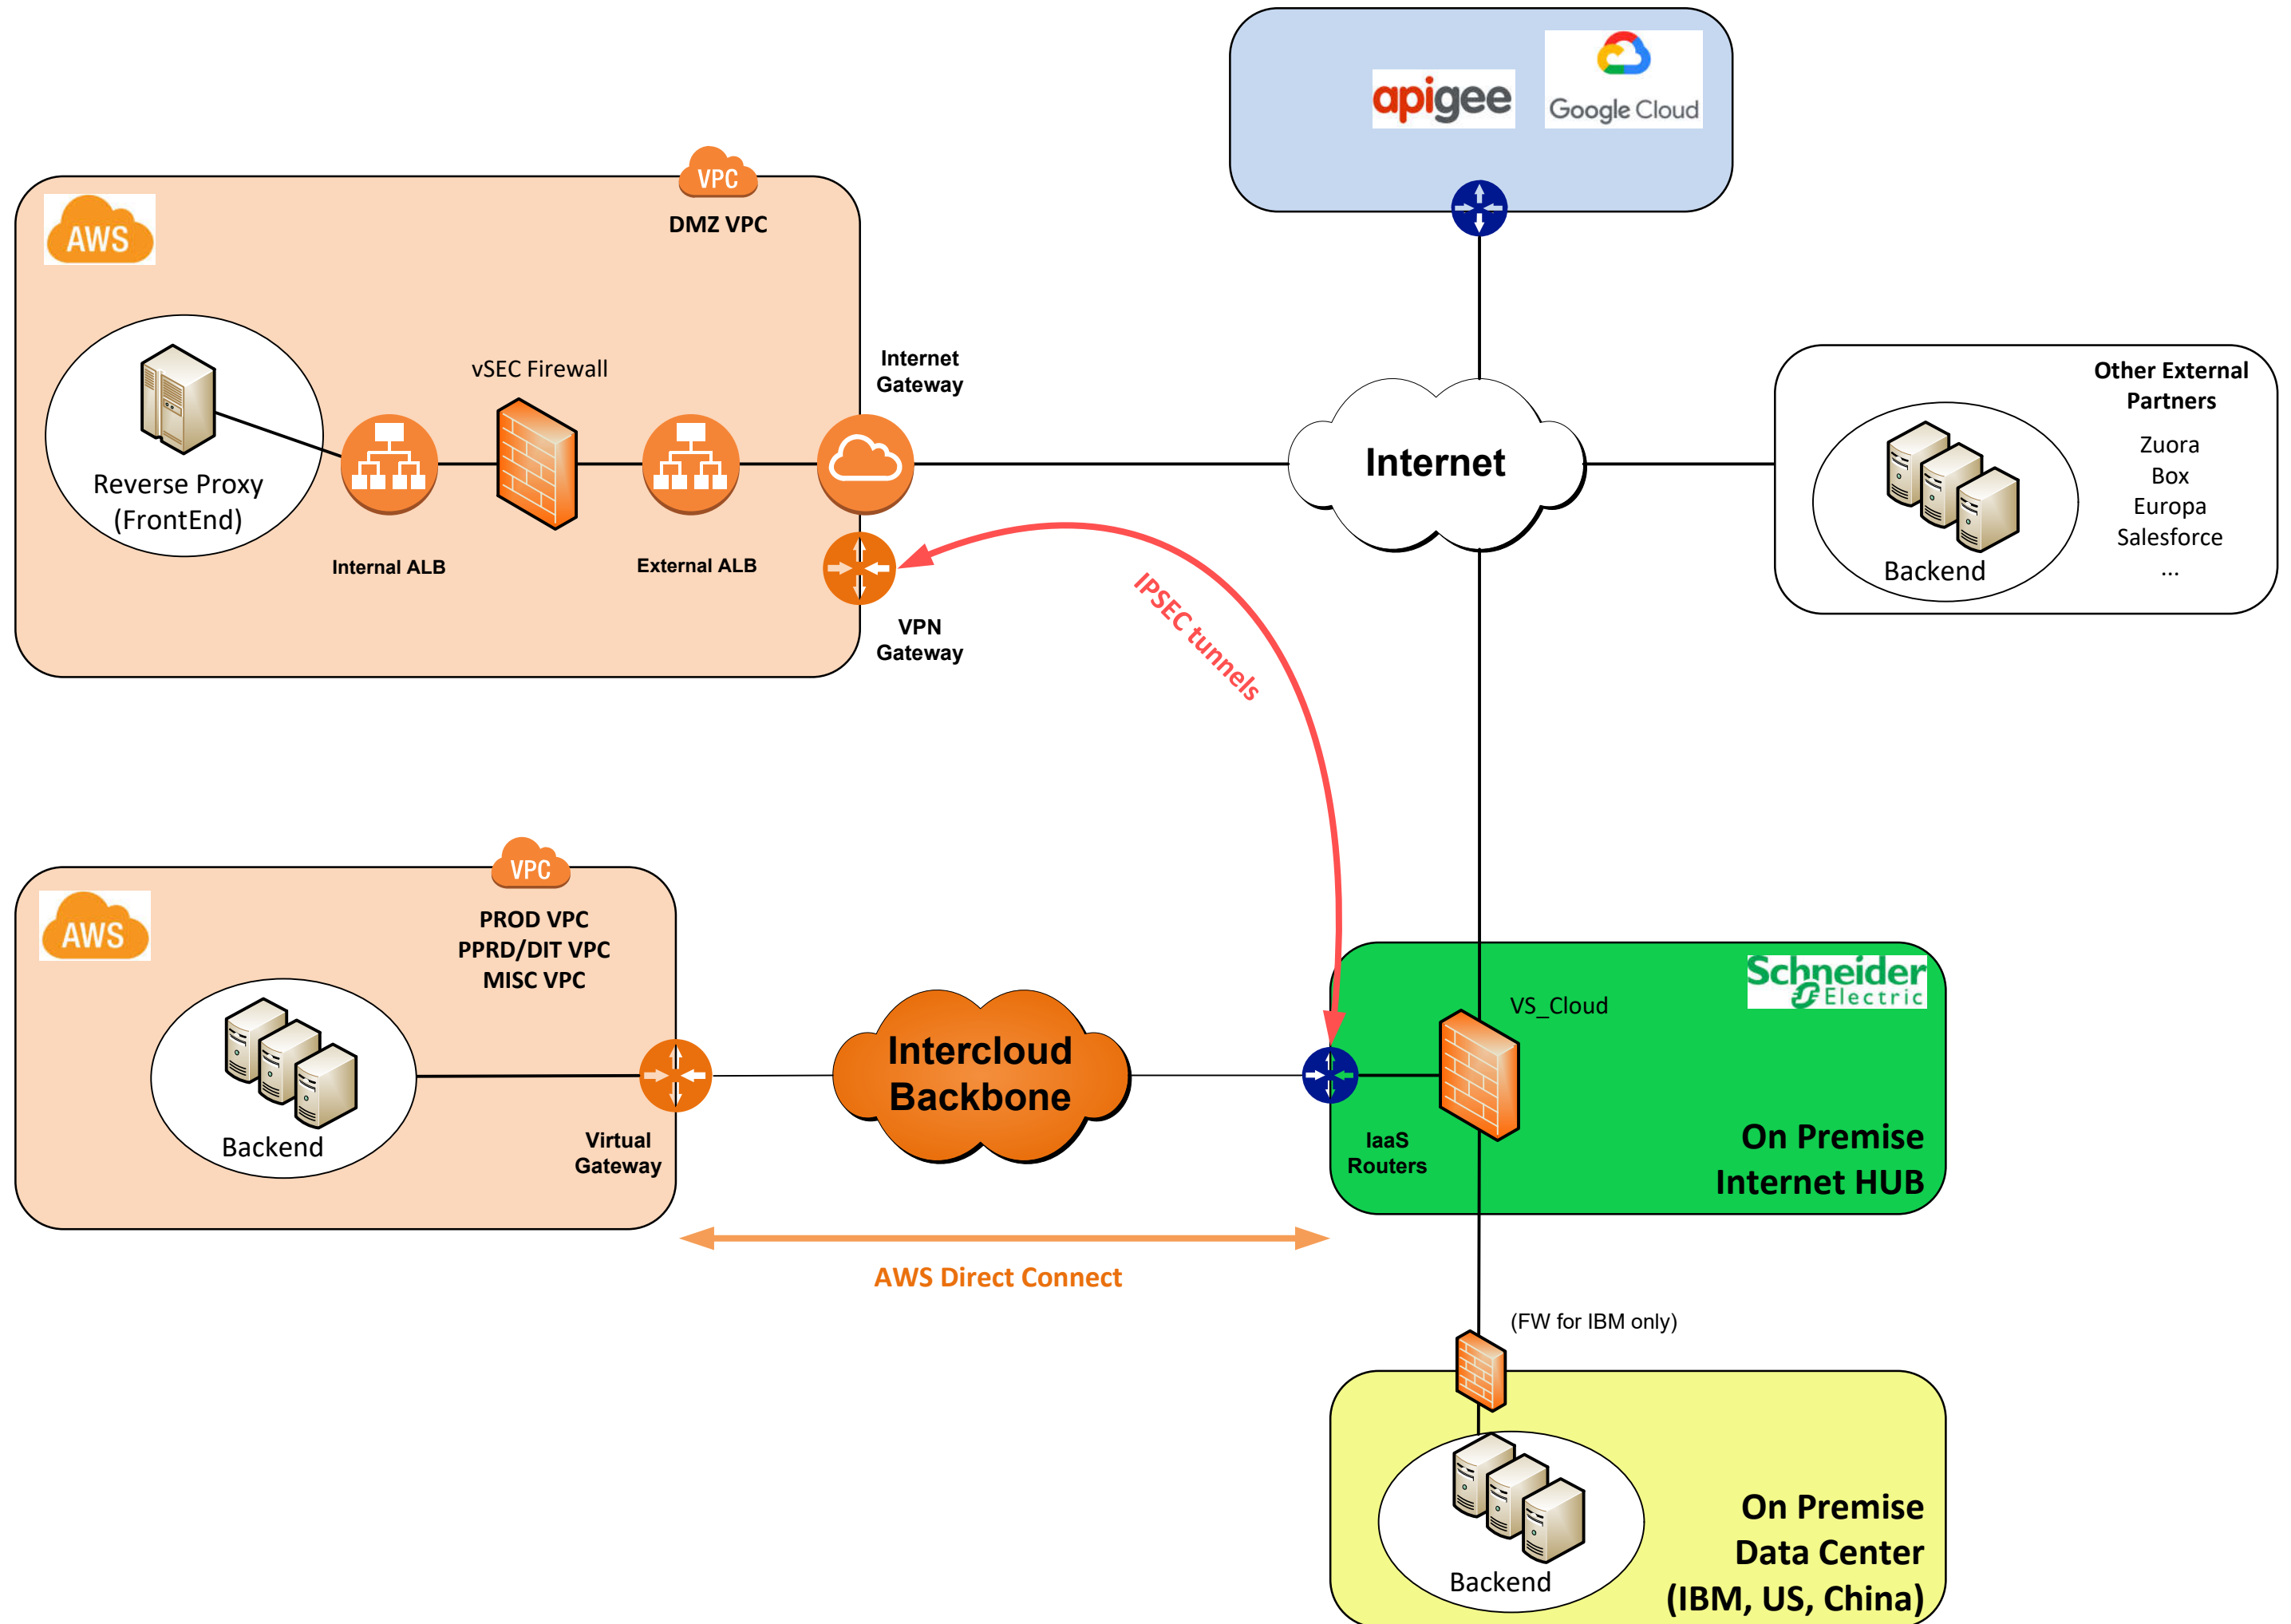 apigee
Google Cloud
VPC
DMZ VPC
AWS
vSEC Firewall
Internet
Gateway
Reverse Proxy
(FrontEnd)
Internal ALB
External ALB
VPN
Gateway
Internet
Other External
Partners
Zuora
Box
Europa
Salesforce
...
Backend
IPSEC tunnels
VPC
AWS
PROD VPC
PPRD/DIT VPC
MISC VPC
Backend
Virtual
Gateway
Intercloud
Backbone
AWS Direct Connect
Schneider
Electric
VS_Cloud
IaaS
Routers
On Premise
Internet HUB
(FW for IBM only)
Backend
On Premise
Data Center
(IBM, US, China)